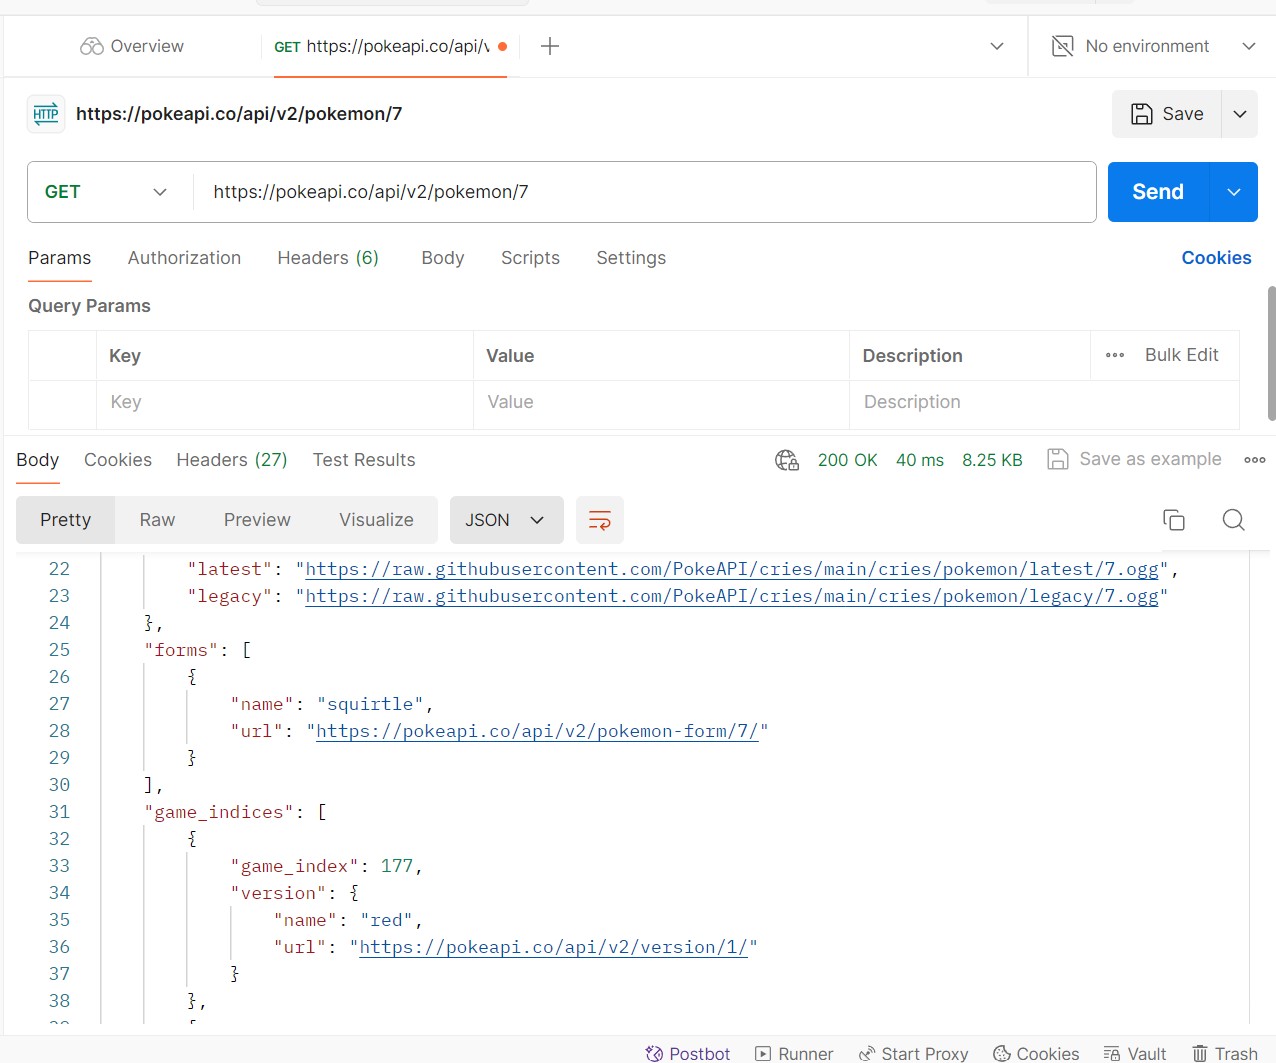 Overview
GET https://pokeapi.co/api/v
No environment
HTTP https://pokeapi.co/api/v2/pokemon/7
Save
GET https://pokeapi.co/api/v2/pokemon/7 Send
Params Authorization Headers (6) Body Scripts Settings Cookies
Query Params
Key Value Description Bulk Edit
Key Value Description
Body Cookies Headers (27) Test Results 200 OK 40 ms 8.25 KB Save as example
Pretty Raw Preview Visualize JSON
22 "latest": "https://raw.githubusercontent.com/PokeAPI/cries/main/cries/pokemon/latest/7.ogg",
23 "legacy": "https://raw.githubusercontent.com/PokeAPI/cries/main/cries/pokemon/legacy/7.ogg"
24 },
25 "forms": [
26 {
27 "name": "squirtle",
28 "url": "https://pokeapi.co/api/v2/pokemon-form/7/"
29 }
30 ],
31 "game_indices": [
32 {
33 "game_index": 177,
34 "version": {
35 "name": "red",
36 "url": "https://pokeapi.co/api/v2/version/1/"
37 }
38 },
Postbot Runner Start Proxy Cookies Vault Trash